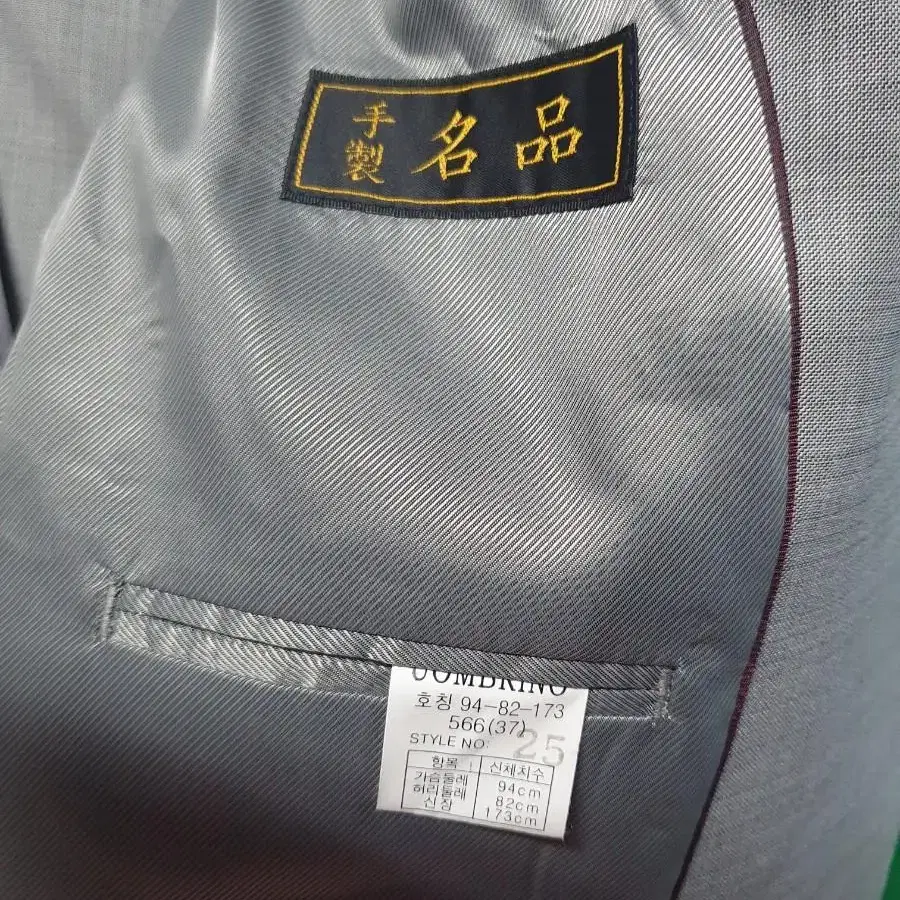 手製 名品
UOMBRINO
호칭 94-82-173
566(37)
STYLE NO: 25
항목 신체치수
가슴둘레 94cm
허리둘레 82cm
신장 173cm